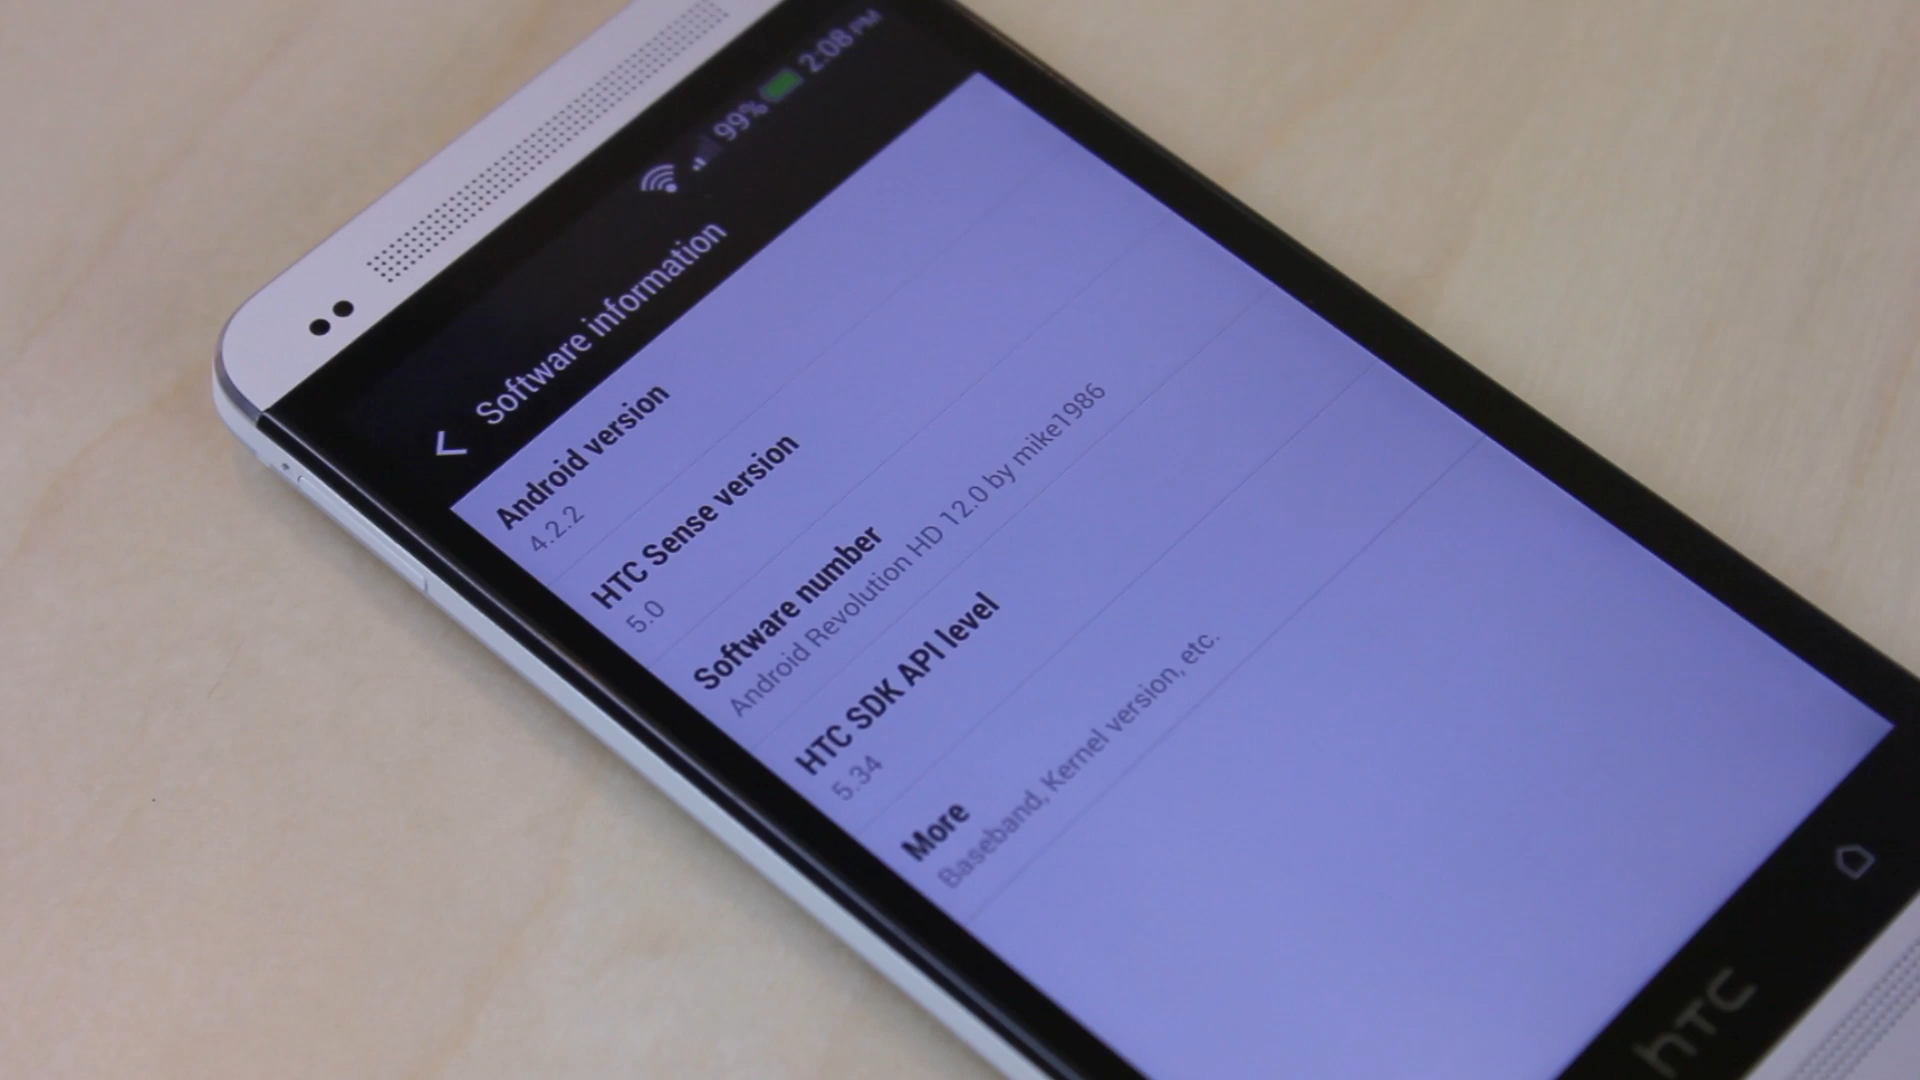 99% 2:08 PM
Software information
Android version
4.2.2
HTC Sense version
5.0
Software number
Android Revolution HD 12.0 by mike1986
HTC SDK API level
5.34
More
Baseband, Kernel version, etc.
hTC